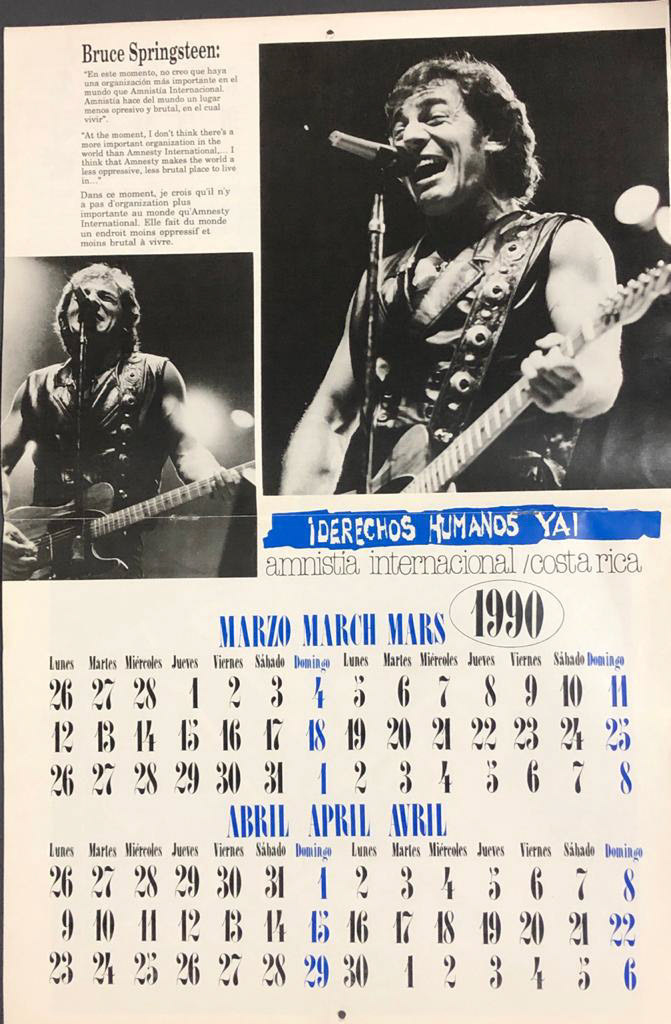 Bruce Springsteen:
"En este momento, no creo que haya
una organización más importante en el
mundo que Amnistía Internacional.
Amnistía hace del mundo un lugar
menos opresivo y brutal, en el cual
vivir".
"At the moment, I don't think there's a
more important organization in the
world than Amnesty International,... I
think that Amnesty makes the world a
less oppressive, less brutal place to live
in..."
Dans ce moment, je crois qu'il n'y
a pas d'organization plus
importante au monde qu'Amnesty
International. Elle fait du monde
un endroit moins oppressif et
moins brutal à vivre.
¡DERECHOS HUMANOS YA!
amnistía internacional /costa rica
MARZO MARCH MARS 1990
Lunes Martes Miércoles Jueves Viernes Sábado Domingo Lunes Martes Miércoles Jueves Viernes Sábado Domingo
26 27 28 1 2 3 4 5 6 7 8 9 10 11
12 13 14 15 16 17 18 19 20 21 22 23 24 25
26 27 28 29 30 31 1 2 3 4 5 6 7 8
ABRIL APRIL AVRIL
Lunes Martes Miércoles Jueves Viernes Sábado Domingo Lunes Martes Miércoles Jueves Viernes Sábado Domingo
26 27 28 29 30 31 1 2 3 4 5 6 7 8
9 10 11 12 13 14 15 16 17 18 19 20 21 22
23 24 25 26 27 28 29 30 1 2 3 4 5 6